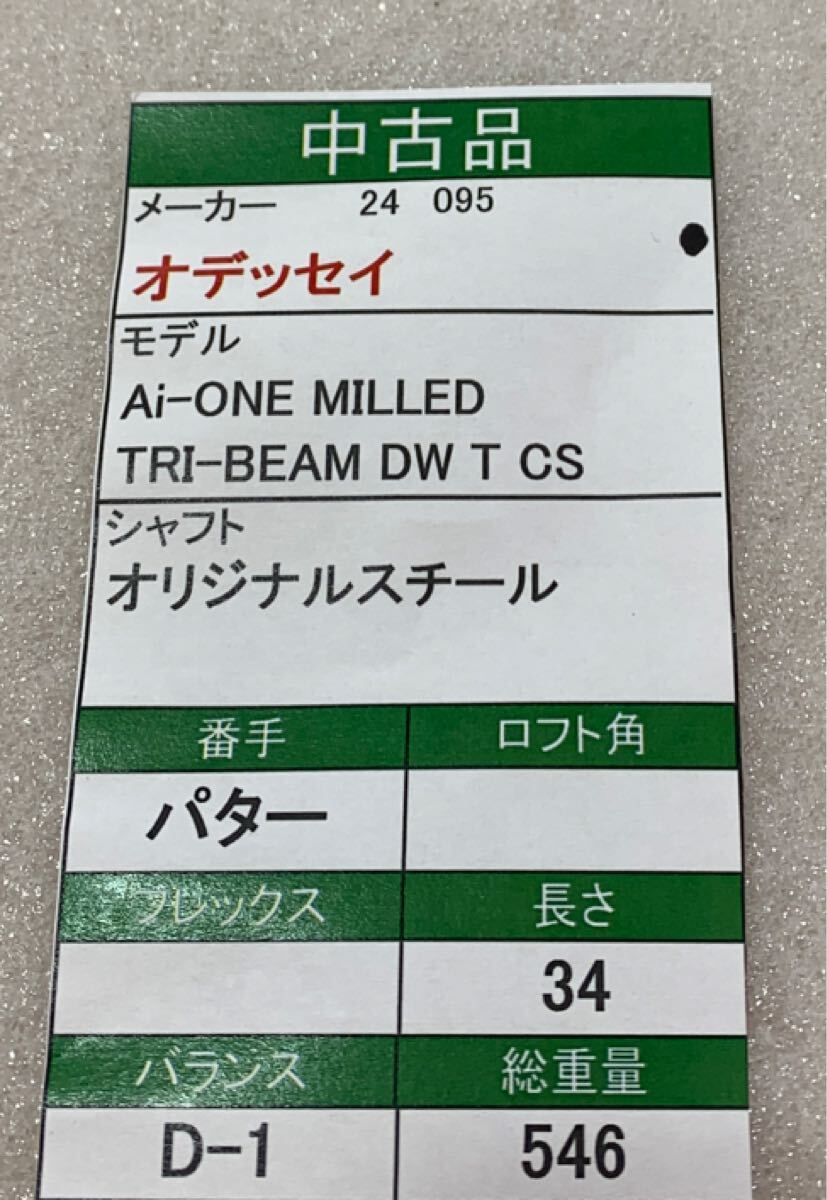 中古品
メーカー 24 095
オデッセイ
モデル
Ai-ONE MILLED
TRI-BEAM DW T CS
シャフト
オリジナルスチール
番手 ロフト角
パター
フレックス 長さ
34
バランス 総重量
D-1 546